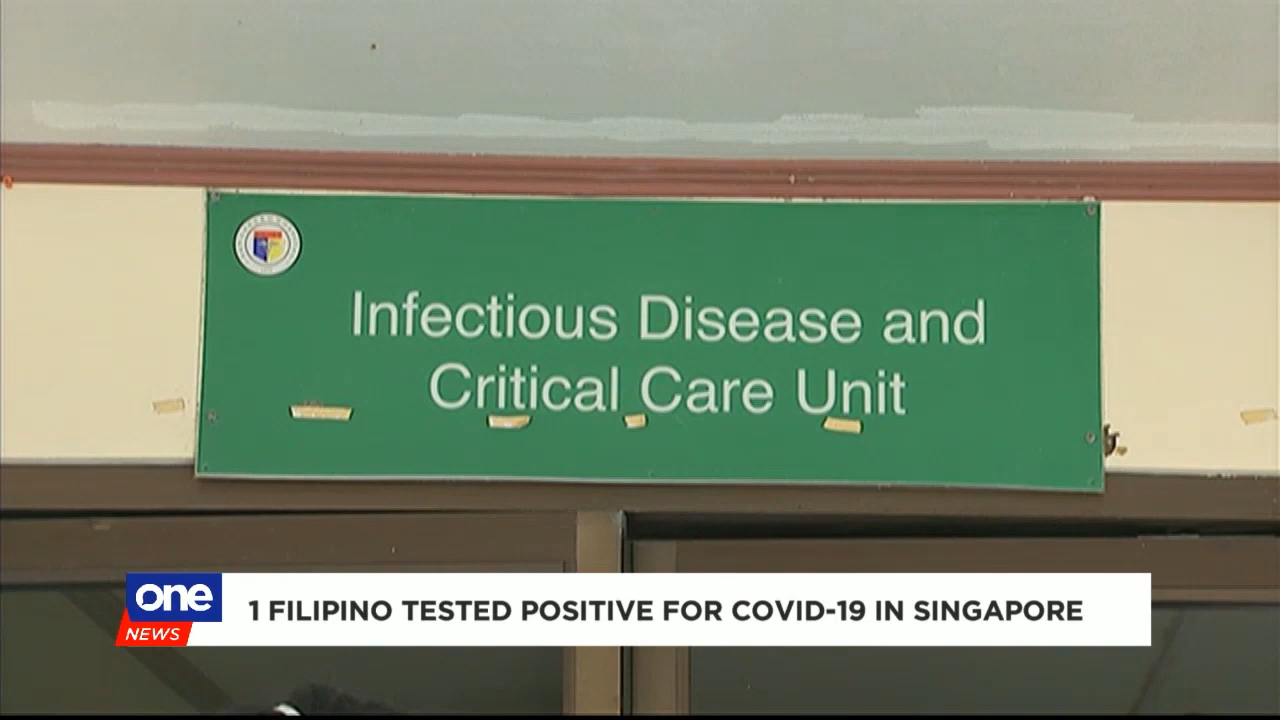 Infectious Disease and
Critical Care Unit
one
NEWS
1 FILIPINO TESTED POSITIVE FOR COVID-19 IN SINGAPORE